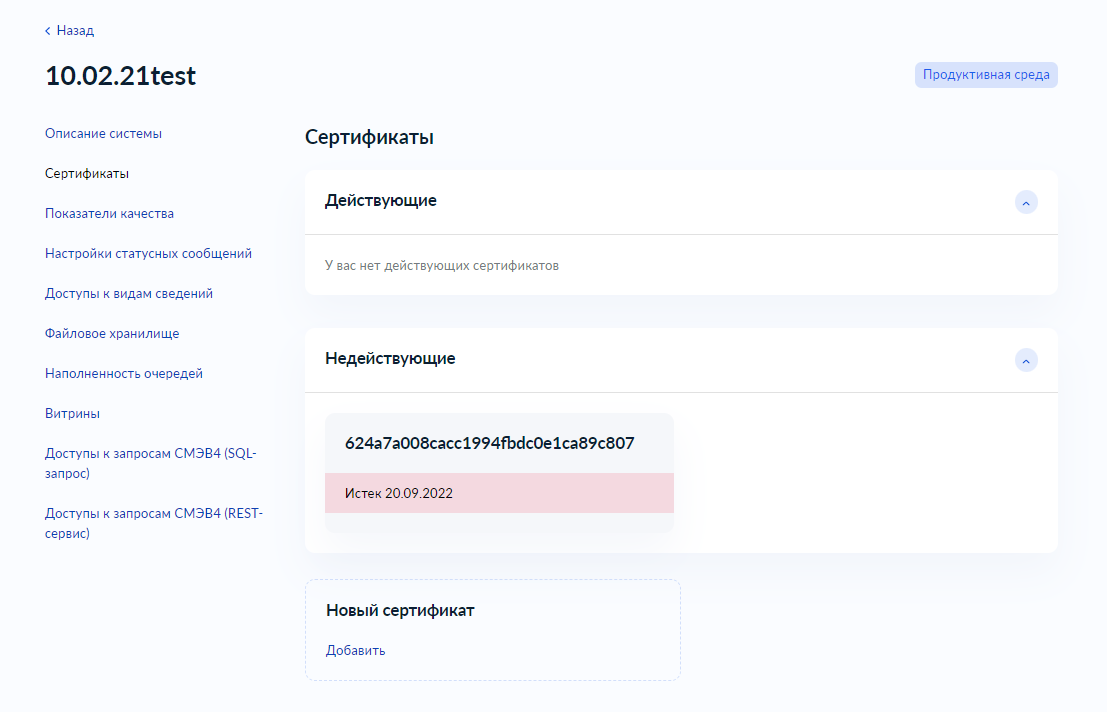 Назад
10.02.21test
Продуктивная среда
Описание системы
Сертификаты
Показатели качества
Настройки статусных сообщений
Доступы к видам сведений
Файловое хранилище
Наполненность очередей
Витрины
Доступы к запросам СМЭВ4 (SQL-
запрос)
Доступы к запросам СМЭВ4 (REST-
сервис)
Сертификаты
Действующие
У вас нет действующих сертификатов
Недействующие
624a7a008cacc1994fbdc0e1ca89c807
Истек 20.09.2022
Новый сертификат
Добавить